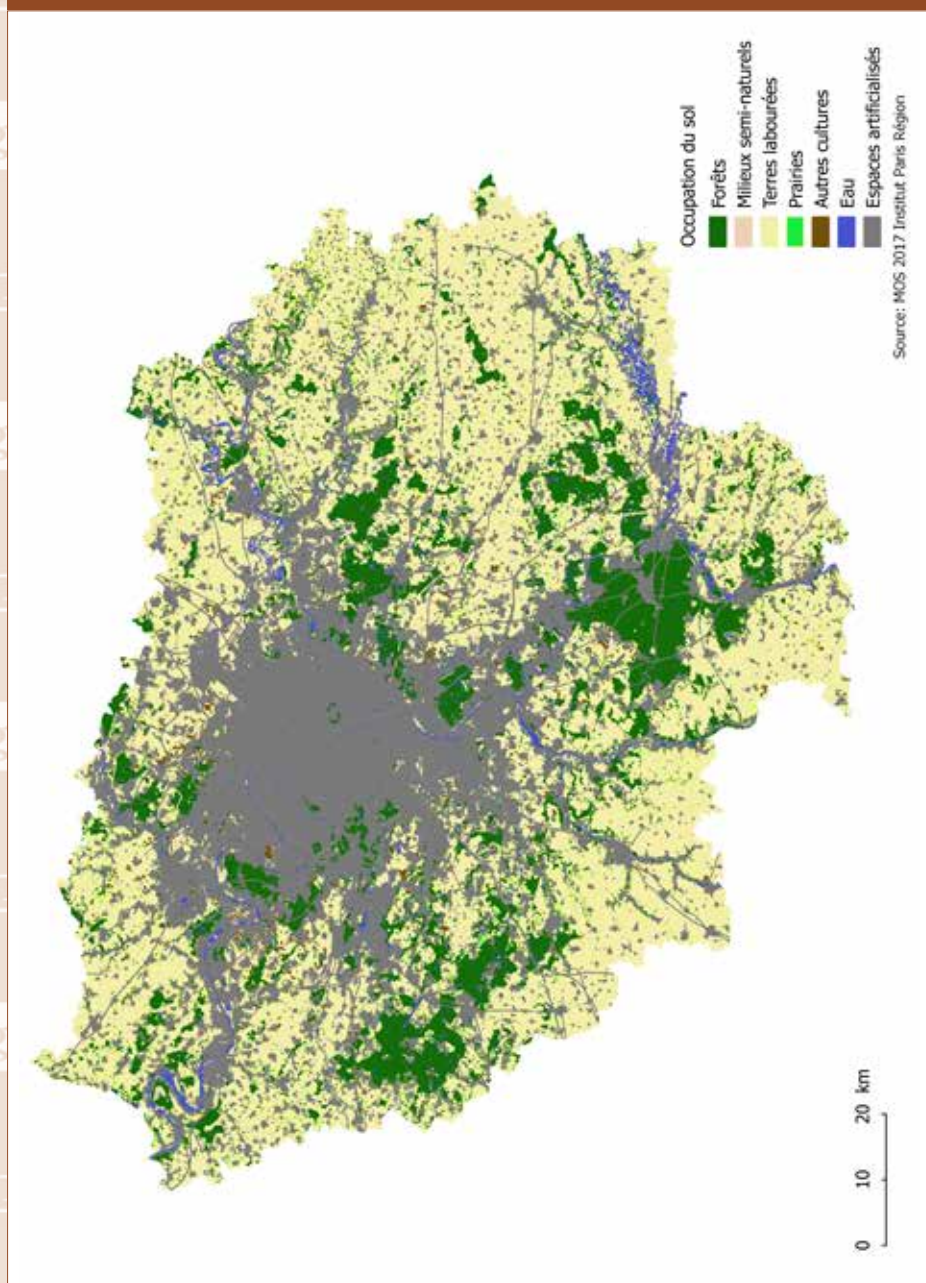 Occupation du sol
Forêts
Milieux semi-naturels
Terres labourées
Prairies
Autres cultures
Eau
Espaces artificialisés
Source: MOS 2017 Institut Paris Région
0 10 20 km